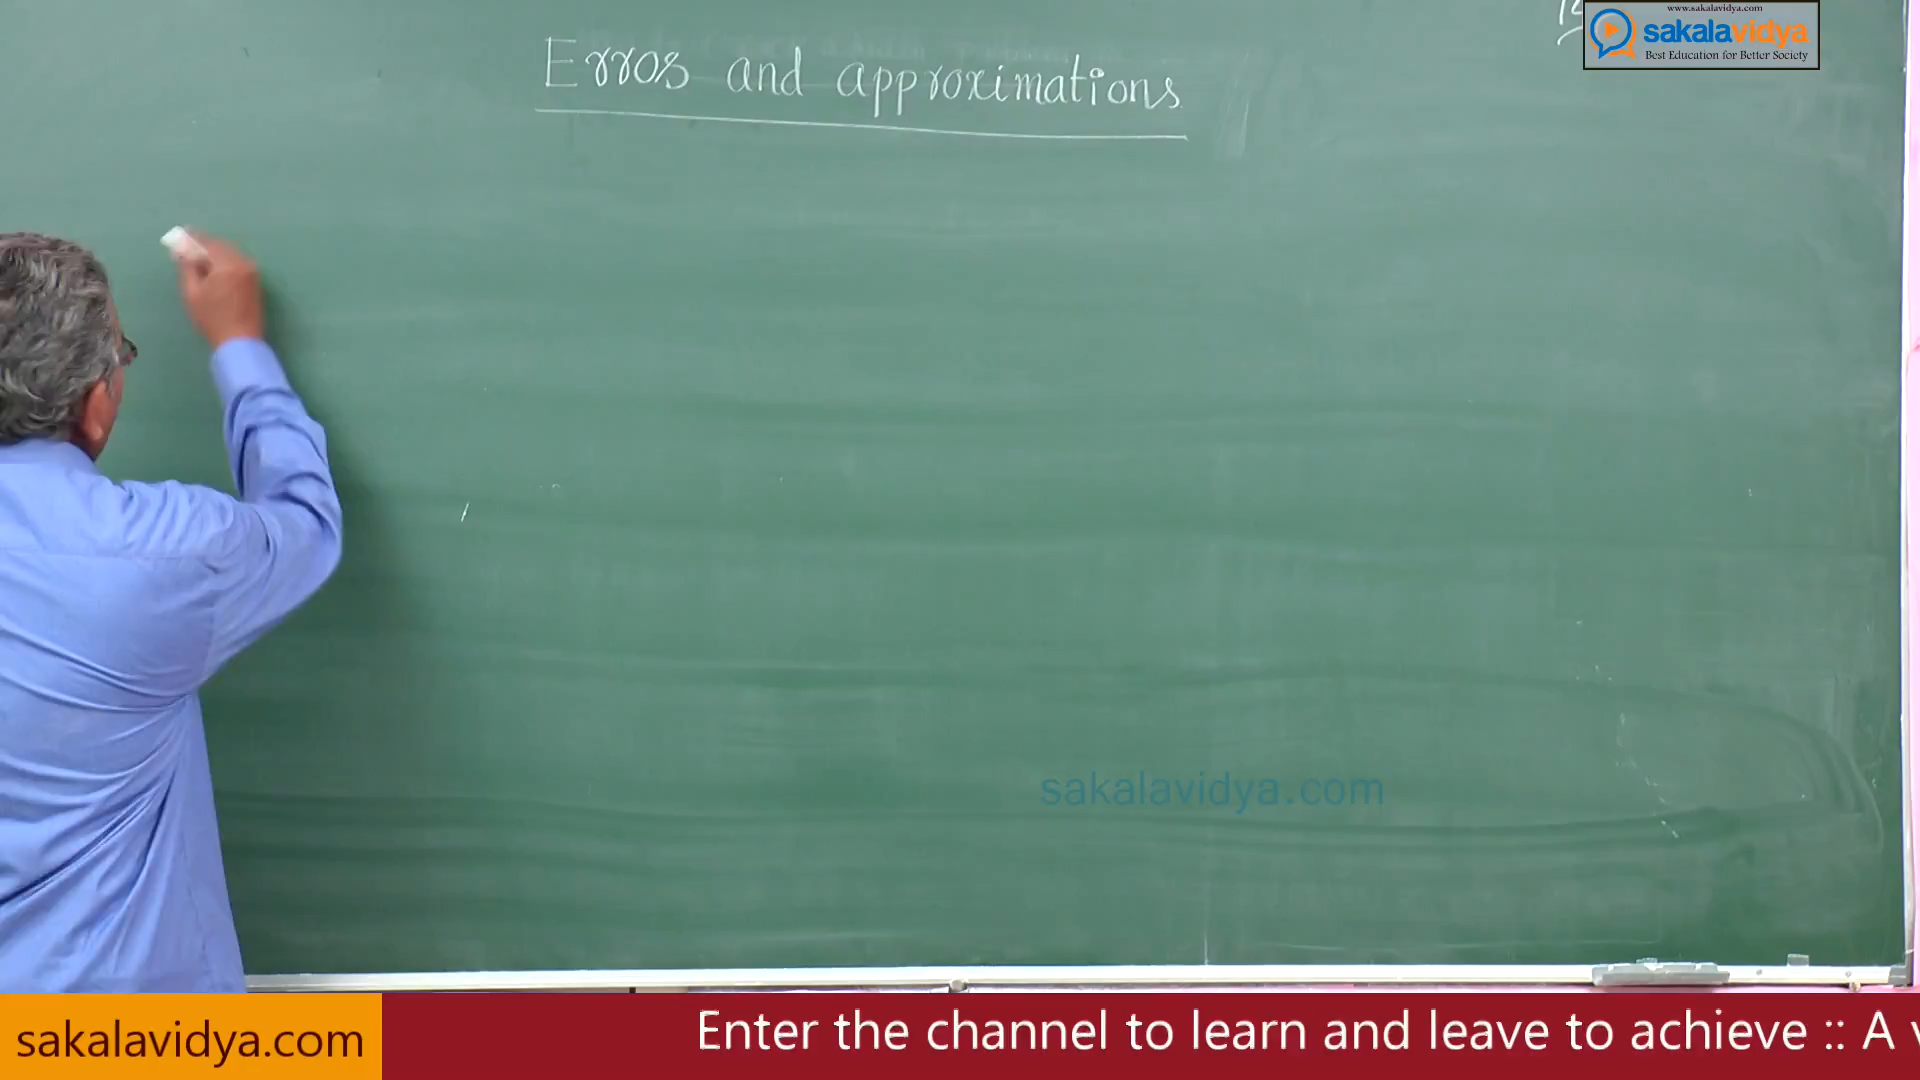 Erros and approximations
www.sakalavidya.com
sakalavidya
Best Education for Better Society
sakalavidya.com
sakalavidya.com
Enter the channel to learn and leave to achieve :: A